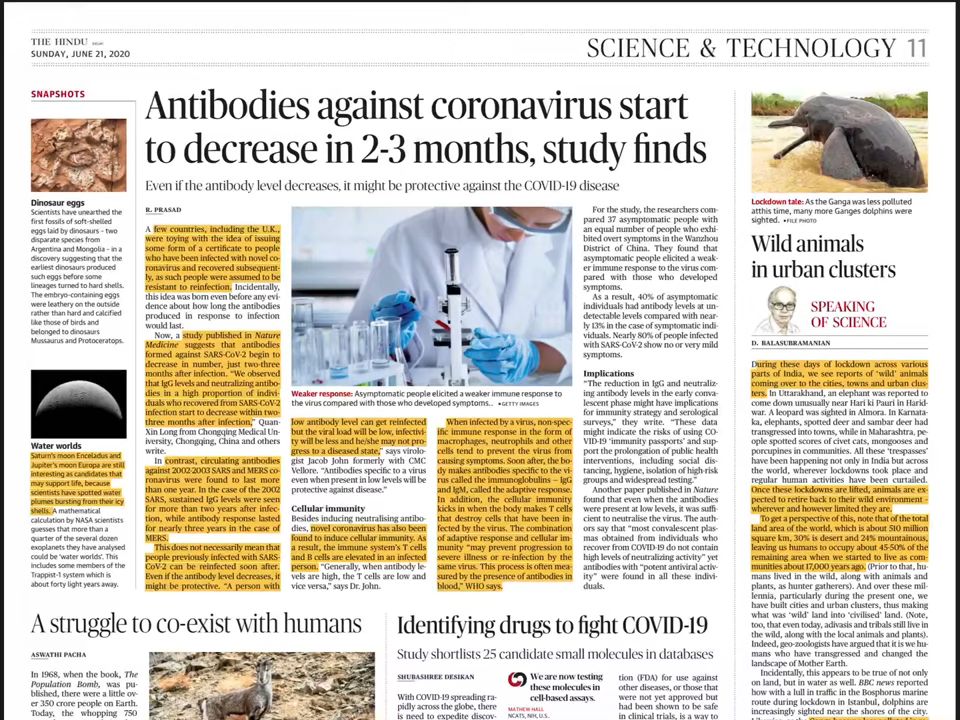 THE HINDU
SUNDAY, JUNE 21, 2020
SCIENCE & TECHNOLOGY 11
SNAPSHOTS
Dinosaur eggs
Scientists have unearthed the
first fossils of soft-shelled
eggs laid by dinosaurs – two
disparate species from
Argentina and Mongolia – in a
discovery suggesting that the
earliest dinosaurs produced
such eggs before some
lineages turned to hard shells.
The embryo-containing eggs
were leathery on the outside
rather than hard and calcified
like those of birds and
belonged to dinosaurs
Mussaurus and Protoceratops.
Water worlds
Saturn's moon Enceladus and
Jupiter's moon Europa are still
interesting as candidates that
may support life, because
scientists have spotted water
plumes bursting from their icy
shells. A mathematical
calculation by NASA scientists
guesses that more than a
quarter of the several dozen
exoplanets they have analysed
could be 'water worlds'. This
includes some members of the
Trappist-1 system which is
about forty light years away.
Antibodies against coronavirus start
to decrease in 2-3 months, study finds
Even if the antibody level decreases, it might be protective against the COVID-19 disease
R. PRASAD
A few countries, including the U.K.,
were toying with the idea of issuing
some form of a certificate to people
who have been infected with novel co-
ronavirus and recovered subsequent-
ly, as such people were assumed to be
resistant to reinfection. Incidentally,
this idea was born even before any evi-
dence about how long the antibodies
produced in response to infection
would last.
Now, a study published in Nature
Medicine suggests that antibodies
formed against SARS-CoV-2 begin to
decrease in number, just two-three
months after infection. "We observed
that IgG levels and neutralizing antibo-
dies in a high proportion of indivi-
duals who recovered from SARS-CoV-2
infection start to decrease within two-
three months after infection," Quan-
Xin Long from Chongqing Medical Un-
iversity, Chongqing, China and others
write.
In contrast, circulating antibodies
against 2002-2003 SARS and MERS co-
ronavirus were found to last more
than one year. In the case of the 2002
SARS, sustained IgG levels were seen
for more than two years after infec-
tion, while antibody response lasted
for nearly three years in the case of
MERS.
This does not necessarily mean that
people previously infected with SARS-
CoV-2 can be reinfected soon after.
Even if the antibody level decreases, it
might be protective. "A person with
Weaker response: Asymptomatic people elicited a weaker immune response to
the virus compared with those who developed symptoms. •GETTY IMAGES
low antibody level can get reinfected
but the viral load will be low, infectivi-
ty will be less and he/she may not pro-
gress to a diseased state," says virolo-
gist Jacob John formerly with CMC
Vellore. "Antibodies specific to a virus
even when present in low levels will be
protective against disease."
Cellular immunity
Besides inducing neutralising antibo-
dies, novel coronavirus has also been
found to induce cellular immunity. As
a result, the immune system's T cells
and B cells are elevated in an infected
person. "Generally, when antibody le-
vels are high, the T cells are low and
vice versa," says Dr. John.
When infected by a virus, non-spec-
ific immune response in the form of
macrophages, neutrophils and other
cells tend to prevent the virus from
causing symptoms. Soon after, the bo-
dy makes antibodies specific to the vi-
rus called the immunoglobulins – IgG
and IgM, called the adaptive response.
In addition, the cellular immunity
kicks in when the body makes T cells
that destroy cells that have been in-
fected by the virus. The combination
of adaptive response and cellular im-
munity "may prevent progression to
severe illness or re-infection by the
same virus. This process is often mea-
sured by the presence of antibodies in
blood," WHO says.
For the study, the researchers com-
pared 37 asymptomatic people with
an equal number of people who exhi-
bited overt symptoms in the Wanzhou
District of China. They found that
asymptomatic people elicited a weak-
er immune response to the virus com-
pared with those who developed
symptoms.
As a result, 40% of asymptomatic
individuals had antibody levels at un-
detectable levels compared with near-
ly 13% in the case of symptomatic indi-
viduals. Nearly 80% of people infected
with SARS-CoV-2 show no or very mild
symptoms.
Implications
"The reduction in IgG and neutraliz-
ing antibody levels in the early conva-
lescent phase might have implications
for immunity strategy and serological
surveys," they write. "These data
might indicate the risks of using CO-
VID-19 'immunity passports' and sup-
port the prolongation of public health
interventions, including social dis-
tancing, hygiene, isolation of high-risk
groups and widespread testing."
Another paper published in Nature
found that even when the antibodies
were present at low levels, it was suffi-
cient to neutralise the virus. The auth-
ors say that "most convalescent plas-
mas obtained from individuals who
recover from COVID-19 do not contain
high levels of neutralizing activity" yet
antibodies with "potent antiviral activ-
ity" were found in all these indivi-
duals.
Lockdown tale: As the Ganga was less polluted
atthis time, many more Ganges dolphins were
sighted. •FILE PHOTO
Wild animals
in urban clusters
SPEAKING
OF SCIENCE
D. BALASUBRAMANIAN
During these days of lockdown across various
parts of India, we see reports of 'wild' animals
coming over to the cities, towns and urban clus-
ters. In Uttarakhand, an elephant was reported to
come down unusually near Hari ki Pauri in Harid-
war. A leopard was sighted in Almora. In Karnata-
ka, elephants, spotted deer and sambar deer had
transgressed into towns, while in Maharashtra, pe-
ople spotted scores of civet cats, mongooses and
porcupines in communities. All these 'trespasses'
have been happening not only in India but across
the world, wherever lockdowns took place and
regular human activities have been curtailed.
Once these lockdowns are lifted, animals are ex-
pected to retire back to their wild environment -
wherever and however limited they are.
To get a perspective of this, note that of the total
land area of the world, which is about 510 million
square km, 30% is desert and 24% mountainous,
leaving us humans to occupy about 45-50% of the
remaining area when we started to live as com-
munities about 17,000 years ago. (Prior to that, hu-
mans lived in the wild, along with animals and
plants, as hunter gatherers). And over these mil-
lennia, particularly during the present one, we
have built cities and urban clusters, thus making
what was 'wild' land into 'civilised' land. (Note,
too, that even today, adivasis and tribals still live in
the wild, along with the local animals and plants).
Indeed, geo-zoologists have argued that it is we hu-
mans who have transgressed and changed the
landscape of Mother Earth.
Incidentally, this appears to be true of not only
on land, but in water as well. BBC news reported
how with a lull in traffic in the Bosphorus marine
route during lockdown in Istanbul, dolphins are
increasingly sighted near the shores of the city.
A struggle to co-exist with humans
ASWATHI PACHA
In 1968, when the book, The
Population Bomb, was pu-
blished, there were a little ov-
er 350 crore people on Earth.
Today, the whopping 750
Identifying drugs to fight COVID-19
Study shortlists 25 candidate small molecules in databases
SHUBASHREE DESIKAN
With COVID-19 spreading ra-
pidly across the globe, there
is need to expedite discov-
We are now testing
these molecules in
cell-based assays.
MATHEW HALL
NCATS, NIH, U.S.
tion (FDA) for use against
other diseases, or those that
were not yet approved but
had been shown to be safe
in clinical trials, is a way to